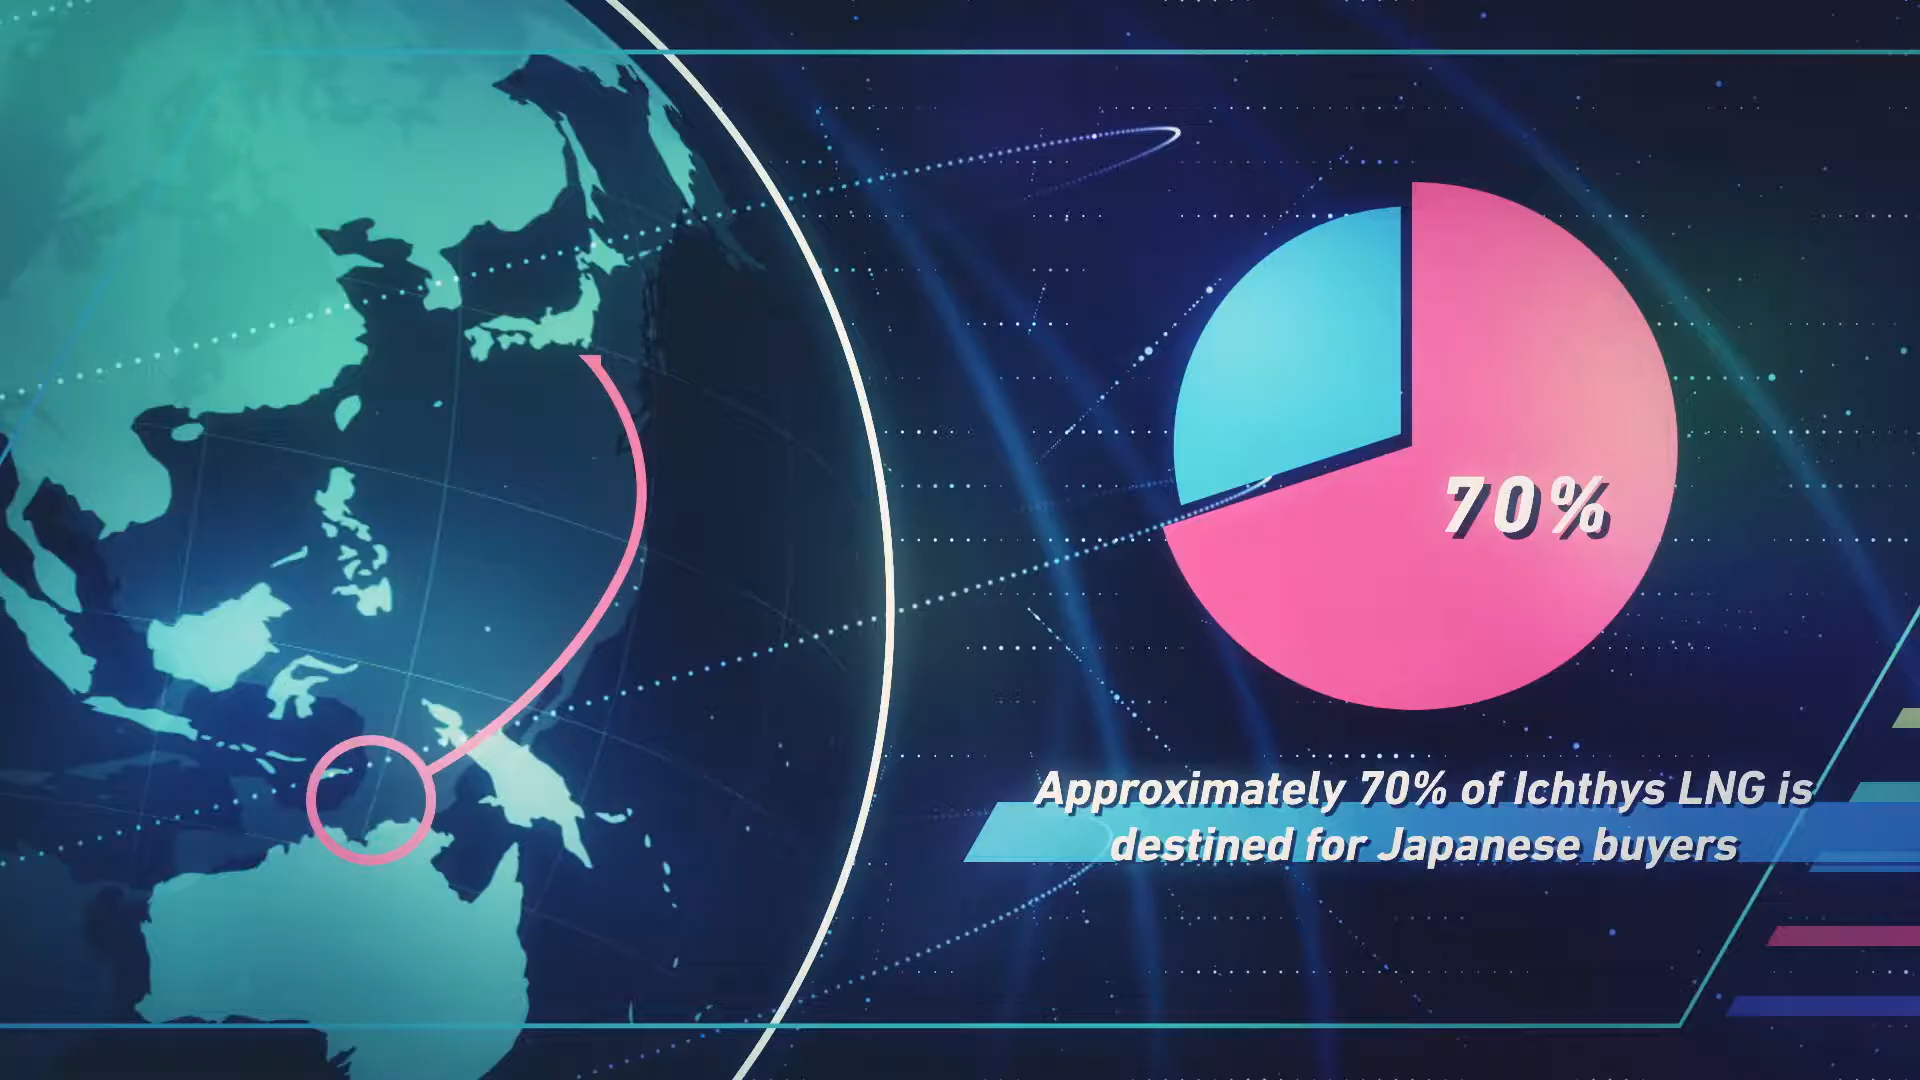 70%
Approximately 70% of Ichthys LNG is
destined for Japanese buyers